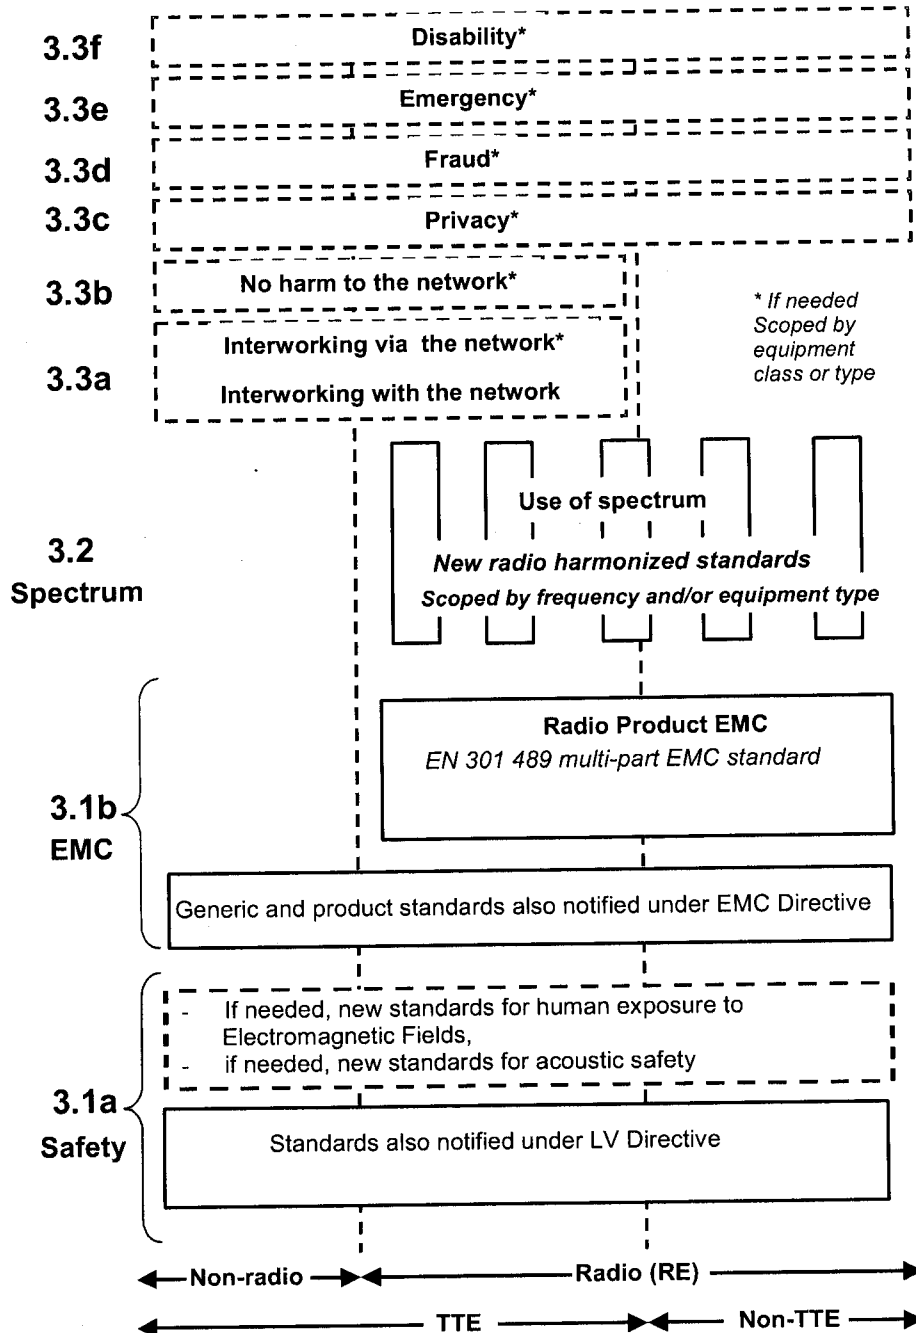 3.3f
Disability*
3.3e
Emergency*
3.3d
Fraud*
3.3c
Privacy*
3.3b
No harm to the network*
* If needed
Scoped by
equipment
class or type
3.3a
Interworking via the network*
Interworking with the network
3.2
Spectrum
Use of spectrum
New radio harmonized standards
Scoped by frequency and/or equipment type
3.1b
EMC
Radio Product EMC
EN 301 489 multi-part EMC standard
Generic and product standards also notified under EMC Directive
3.1a
Safety
- If needed, new standards for human exposure to
Electromagnetic Fields,
- if needed, new standards for acoustic safety
Standards also notified under LV Directive
Non-radio
Radio (RE)
TTE
Non-TTE